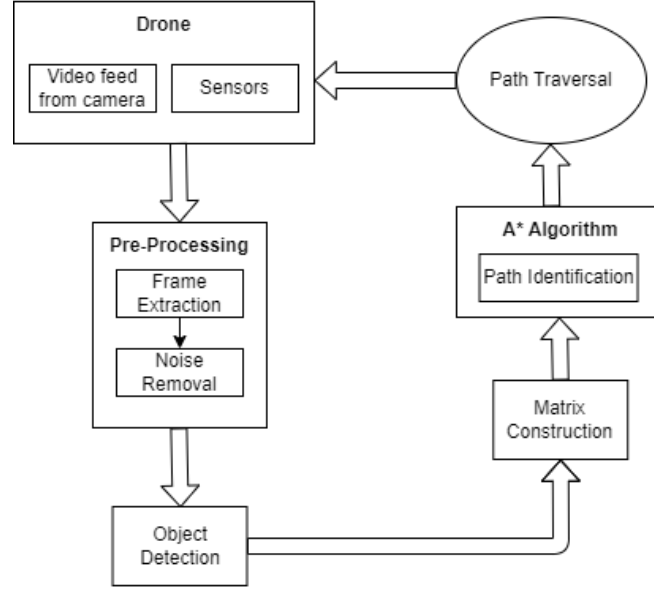 Drone
Video feed
from camera
Sensors
Path Traversal
Pre-Processing
Frame
Extraction
Noise
Removal
A* Algorithm
Path Identification
Matrix
Construction
Object
Detection